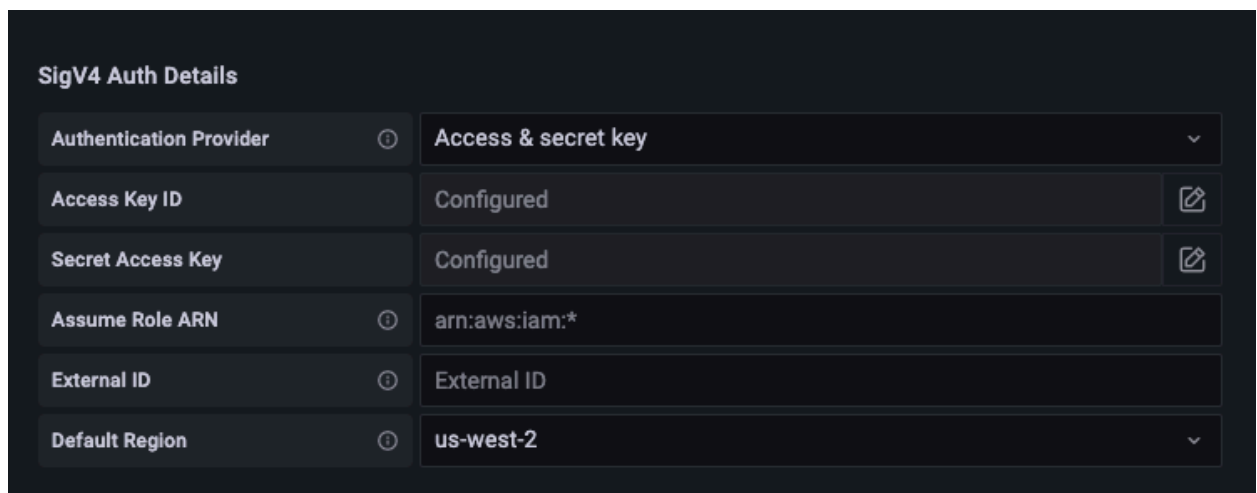 SigV4 Auth Details
Authentication Provider Access & secret key
Access Key ID Configured
Secret Access Key Configured
Assume Role ARN arn:aws:iam:*
External ID External ID
Default Region us-west-2